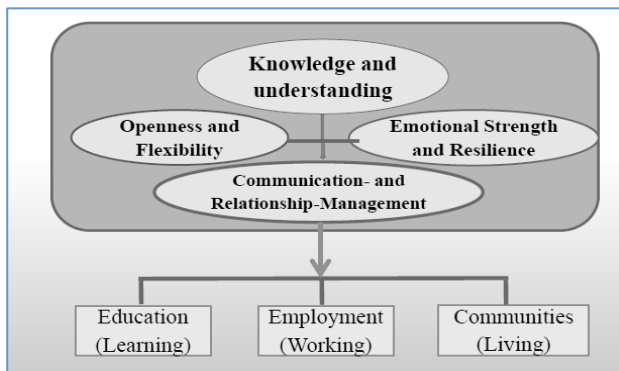 Knowledge and
understanding
Openness and
Flexibility
Emotional Strength
and Resilience
Communication- and
Relationship-Management
Education
(Learning)
Employment
(Working)
Communities
(Living)